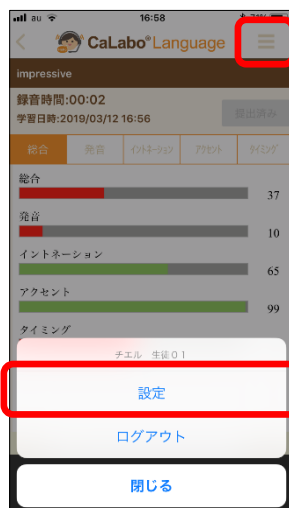 au 16:58 71%
CaLabo® Language
impressive
録音時間:00:02
学習日時:2019/03/12 16:56
提出済み
総合 発音 イントネーション アクセント タイミング
総合
37
発音
10
イントネーション
65
アクセント
99
タイミング
チエル 生徒01
設定
ログアウト
閉じる